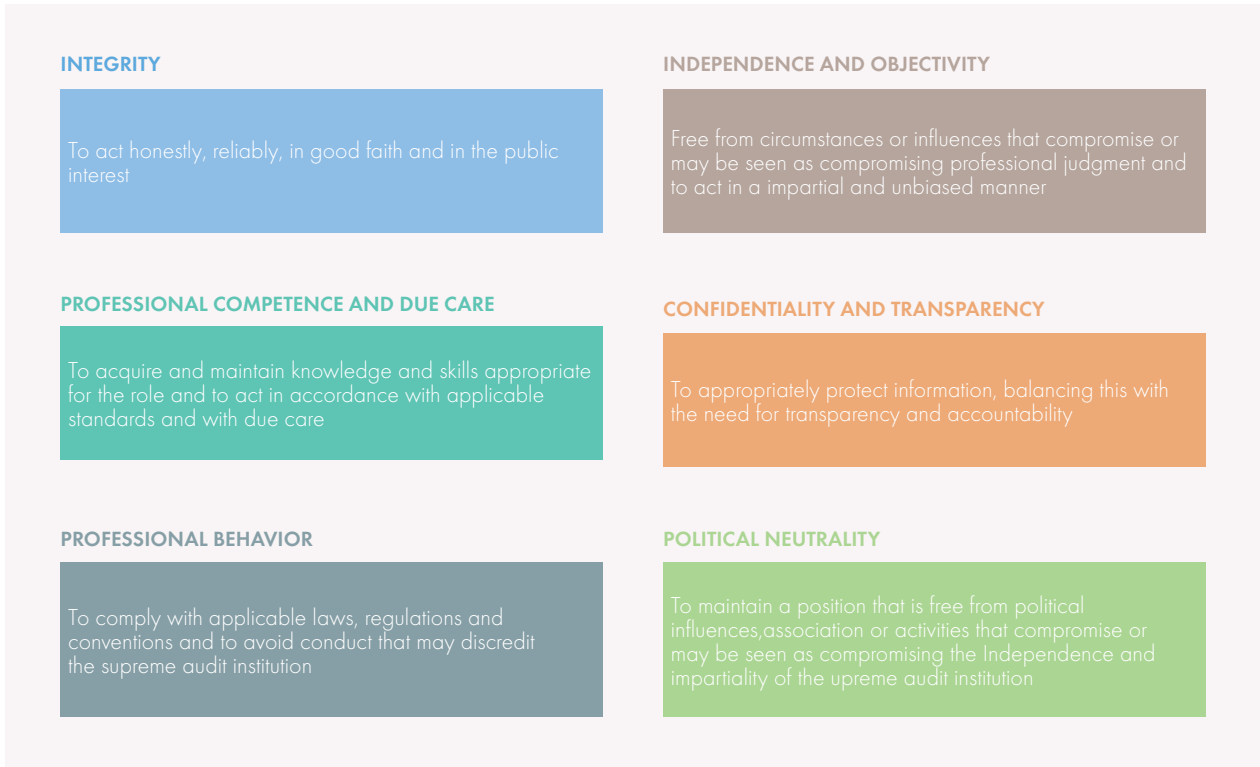 INTEGRITY
To act honestly, reliably, in good faith and in the public
interest
INDEPENDENCE AND OBJECTIVITY
Free from circumstances or influences that compromise or
may be seen as compromising professional judgment and
to act in a impartial and unbiased manner
PROFESSIONAL COMPETENCE AND DUE CARE
To acquire and maintain knowledge and skills appropriate
for the role and to act in accordance with applicable
standards and with due care
CONFIDENTIALITY AND TRANSPARENCY
To appropriately protect information, balancing this with
the need for transparency and accountability
PROFESSIONAL BEHAVIOR
To comply with applicable laws, regulations and
conventions and to avoid conduct that may discredit
the supreme audit institution
POLITICAL NEUTRALITY
To maintain a position that is free from political
influences,association or activities that compromise or
may be seen as compromising the Independence and
impartiality of the upreme audit institution